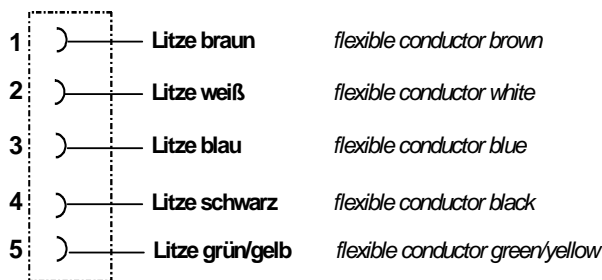 1 Litze braun flexible conductor brown
2 Litze weiß flexible conductor white
3 Litze blau flexible conductor blue
4 Litze schwarz flexible conductor black
5 Litze grün/gelb flexible conductor green/yellow